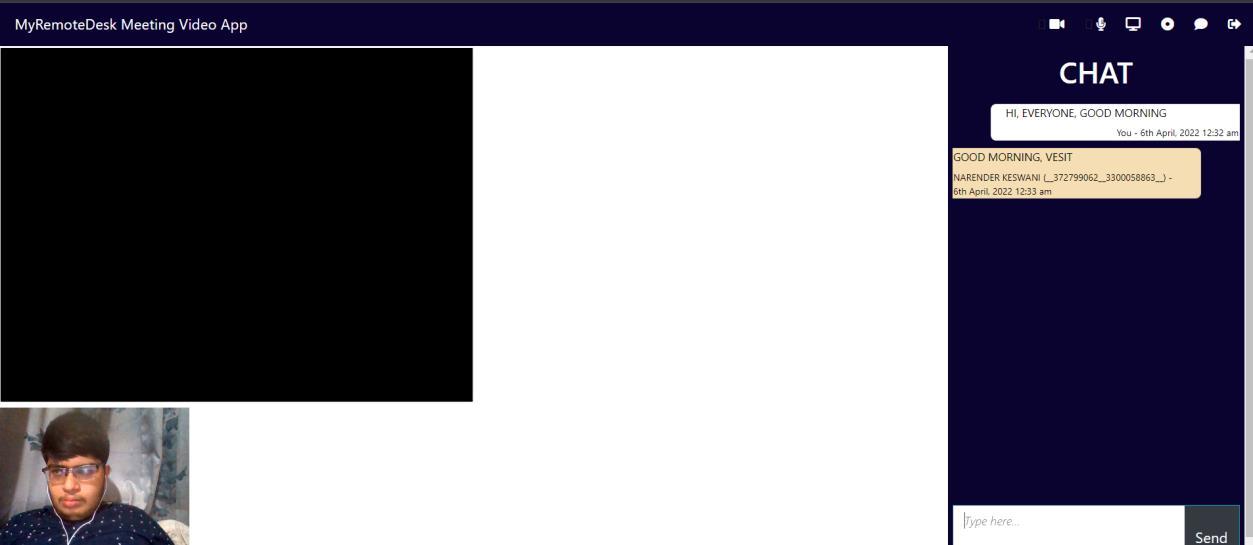 MyRemoteDesk Meeting Video App
CHAT
HI, EVERYONE, GOOD MORNING
You - 6th April, 2022 12:32 am
GOOD MORNING, VESIT
NARENDER KESWANI (__372799062__3300058863__) -
6th April, 2022 12:33 am
Type here...
Send